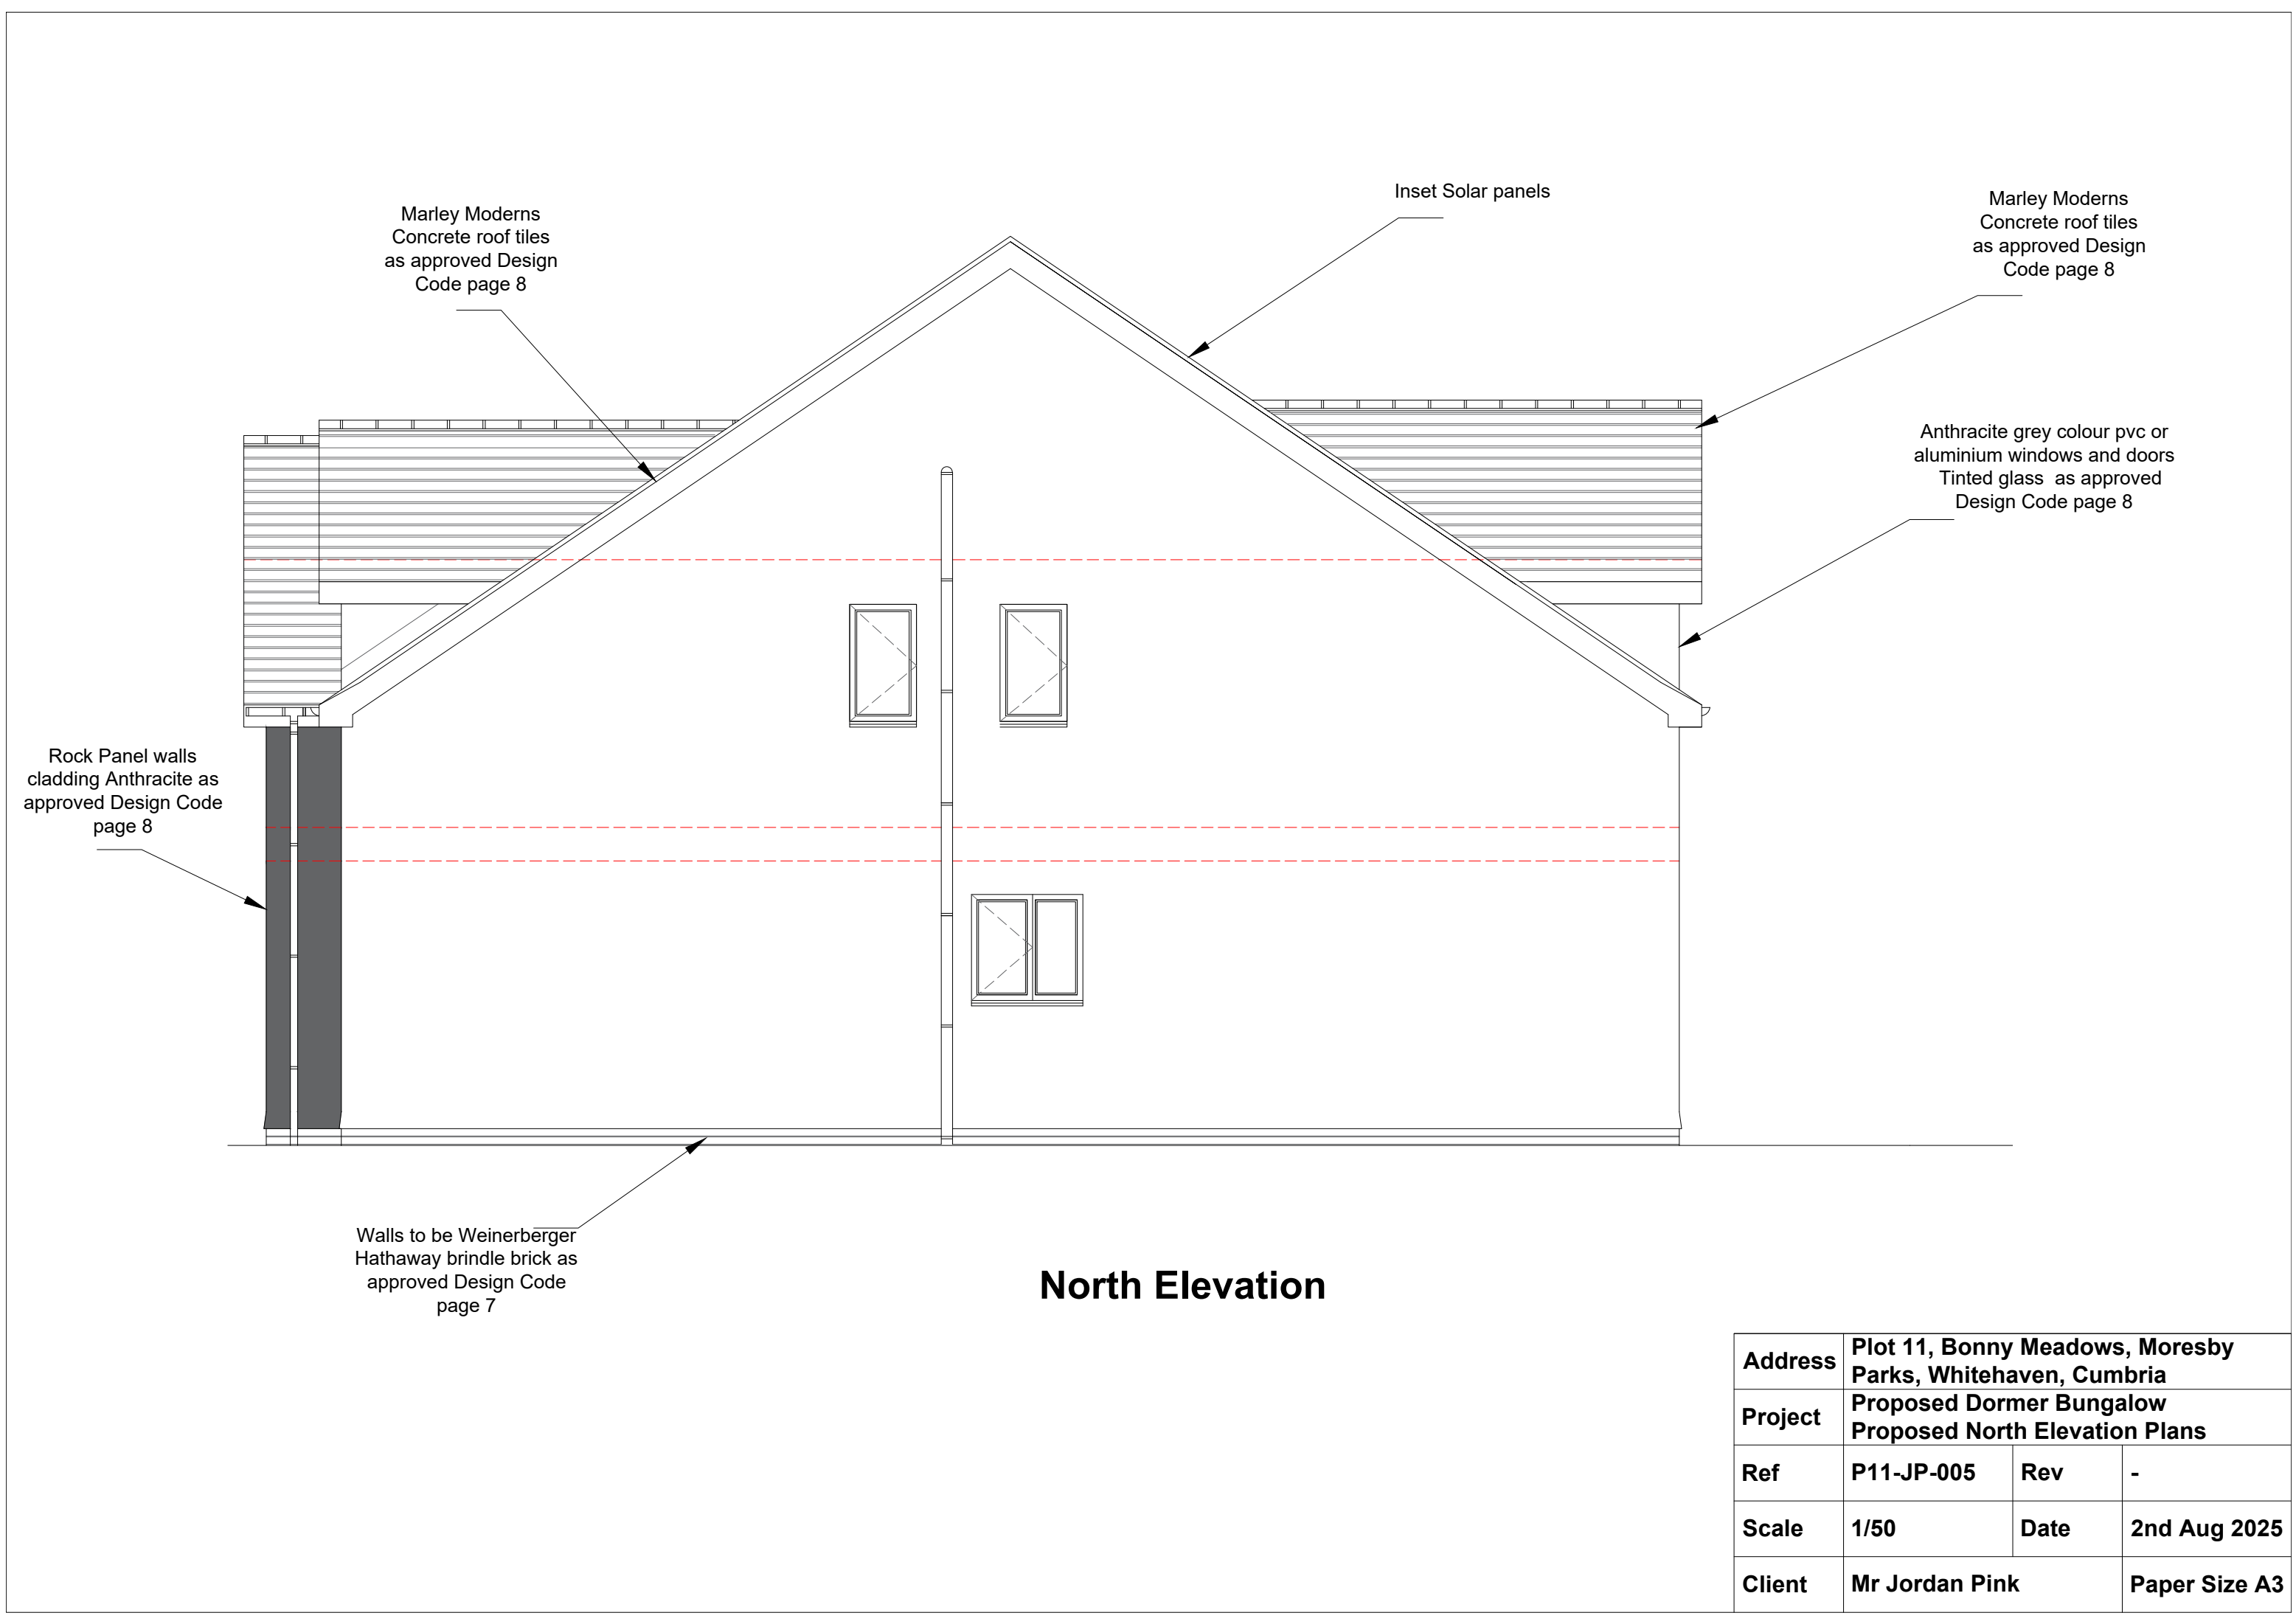 Inset Solar panels
Marley Moderns
Concrete roof tiles
as approved Design
Code page 8
Marley Moderns
Concrete roof tiles
as approved Design
Code page 8
Anthracite grey colour pvc or
aluminium windows and doors
Tinted glass as approved
Design Code page 8
Rock Panel walls
cladding Anthracite as
approved Design Code
page 8
Walls to be Weinerberger
Hathaway brindle brick as
approved Design Code
page 7
North Elevation
Address Plot 11, Bonny Meadows, Moresby
Parks, Whitehaven, Cumbria
Project Proposed Dormer Bungalow
Proposed North Elevation Plans
Ref P11-JP-005 Rev -
Scale 1/50 Date 2nd Aug 2025
Client Mr Jordan Pink Paper Size A3